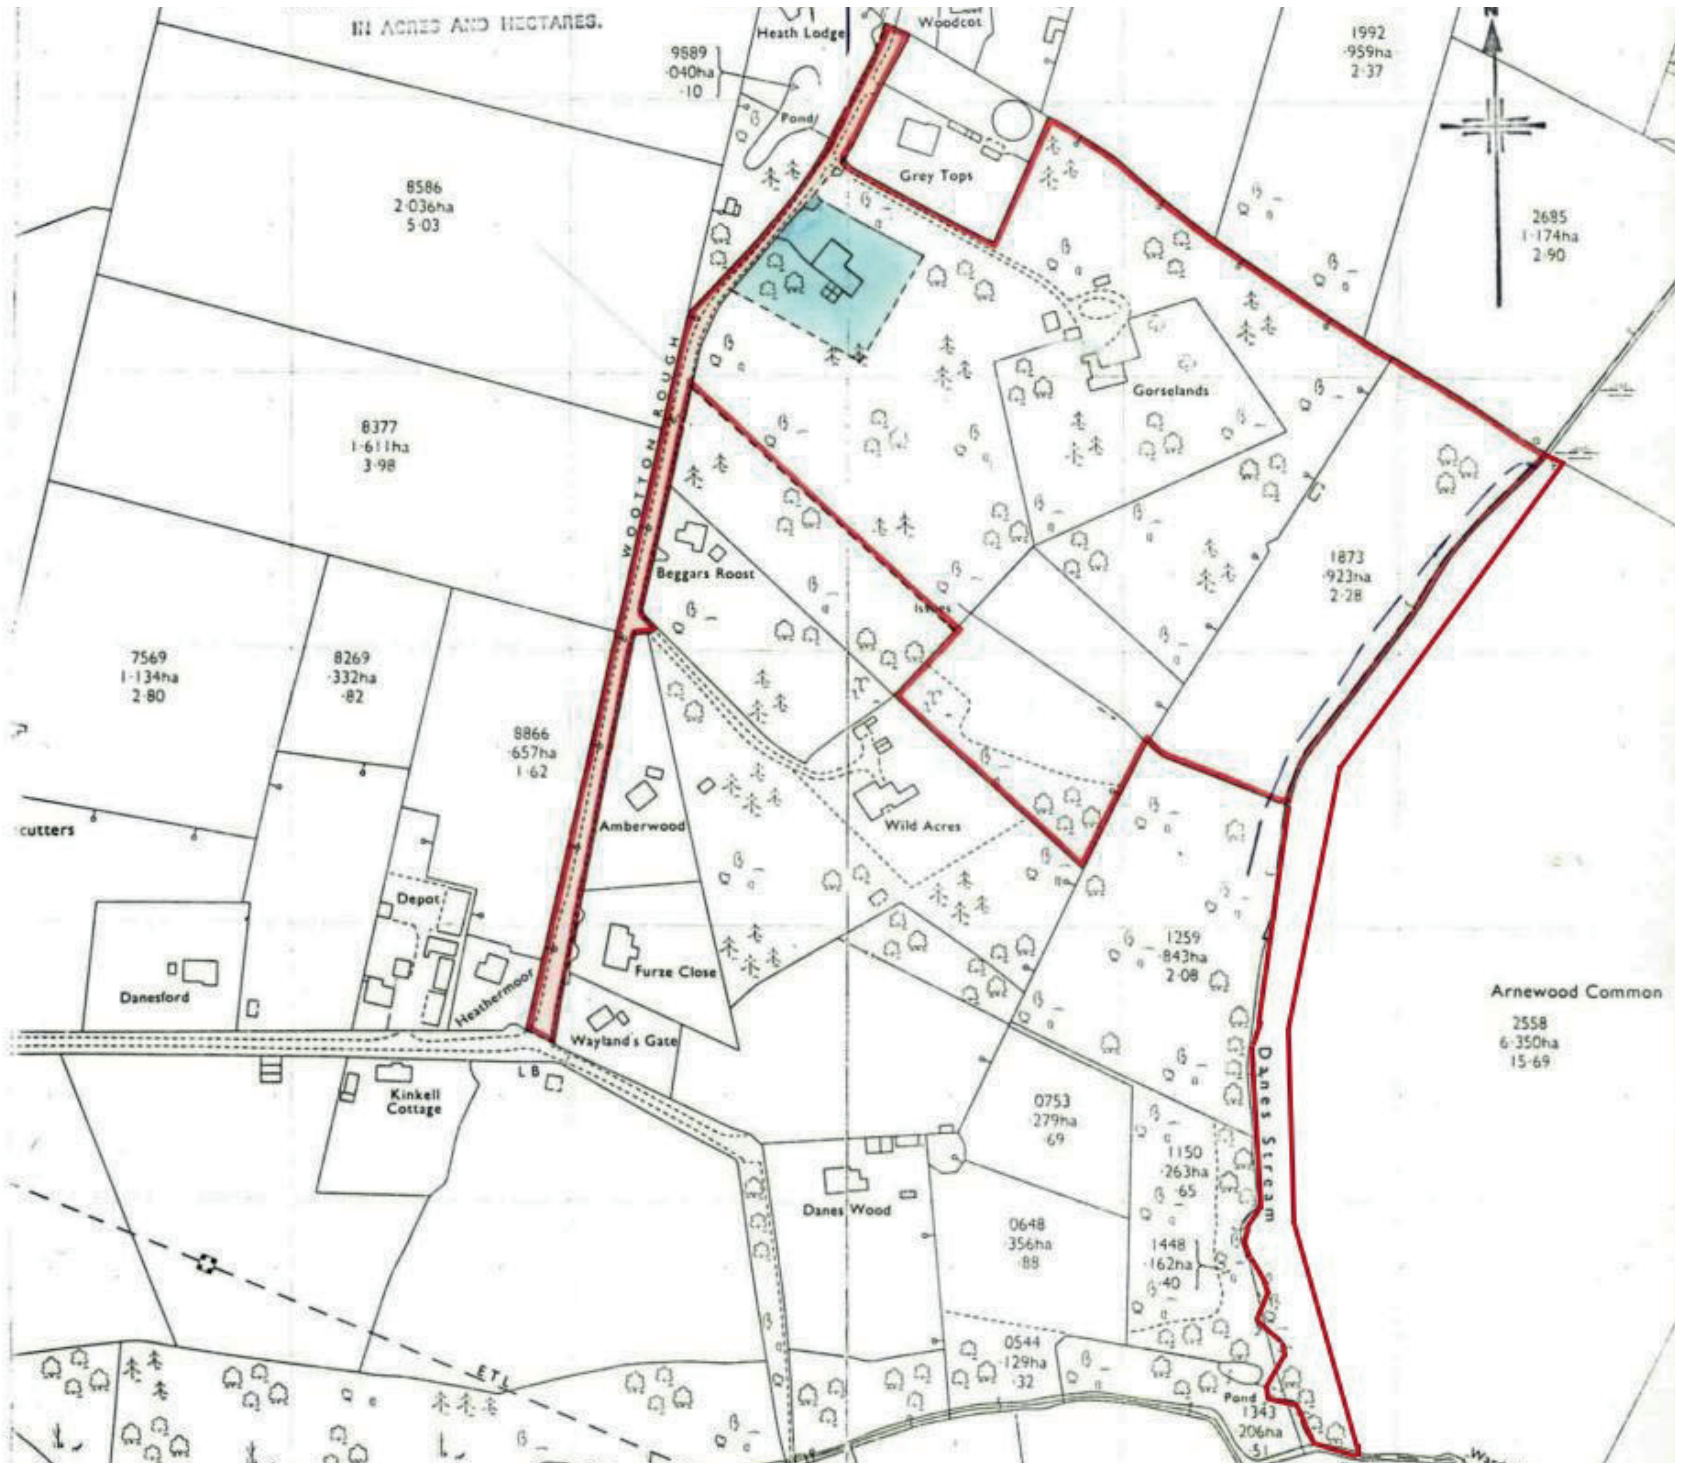 IN ACRES AND HECTARES.
Heath Lodge
Woodcot
9889
·040ha
·10
1992
·959ha
2·37
N
Pond
Grey Tops
8586
2·036ha
5·03
2685
1·174ha
2·90
WOOTTON ROUGH
Gorselands
8377
1·611ha
3·98
Beggars Roost
1873
·923ha
2·28
Issues
7569
1·134ha
2·80
8269
·332ha
·82
8866
·657ha
1·62
cutters
Amberwood
Wild Acres
Depot
1259
·843ha
2·08
Furze Close
Danesford
Heathermoor
Arnewood Common
2558
6·350ha
15·69
Wayland's Gate
L B
Kinkell
Cottage
Danes Stream
0753
·279ha
·69
1150
·263ha
·65
Danes Wood
0648
·356ha
·88
1448
·162ha
·40
0544
·129ha
·32
ETL
Pond
1343
·206ha
·51